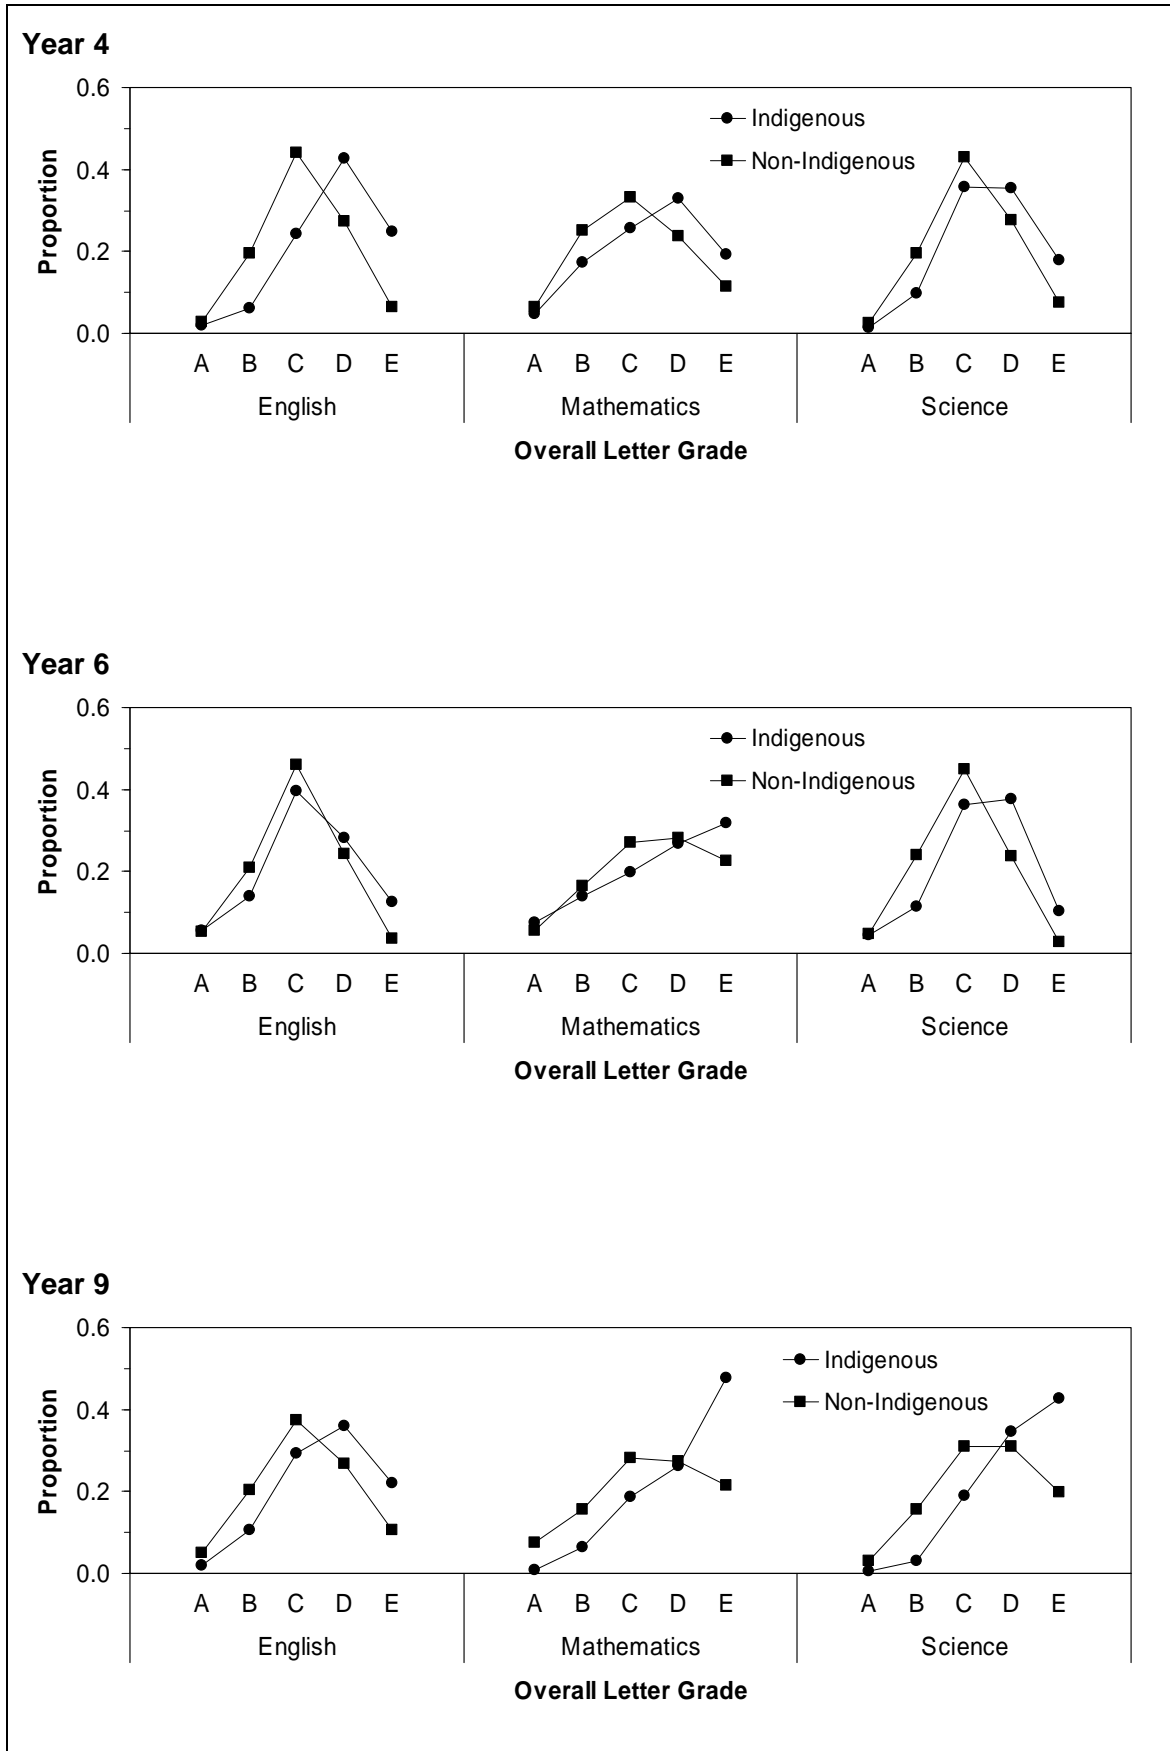 Year 4
0.6
Indigenous
Non-Indigenous
0.4
0.2
0.0
Proportion
A B C D E A B C D E A B C D E
English Mathematics Science
Overall Letter Grade
Year 6
0.6
Indigenous
Non-Indigenous
0.4
0.2
0.0
Proportion
A B C D E A B C D E A B C D E
English Mathematics Science
Overall Letter Grade
Year 9
0.6
Indigenous
Non-Indigenous
0.4
0.2
0.0
Proportion
A B C D E A B C D E A B C D E
English Mathematics Science
Overall Letter Grade